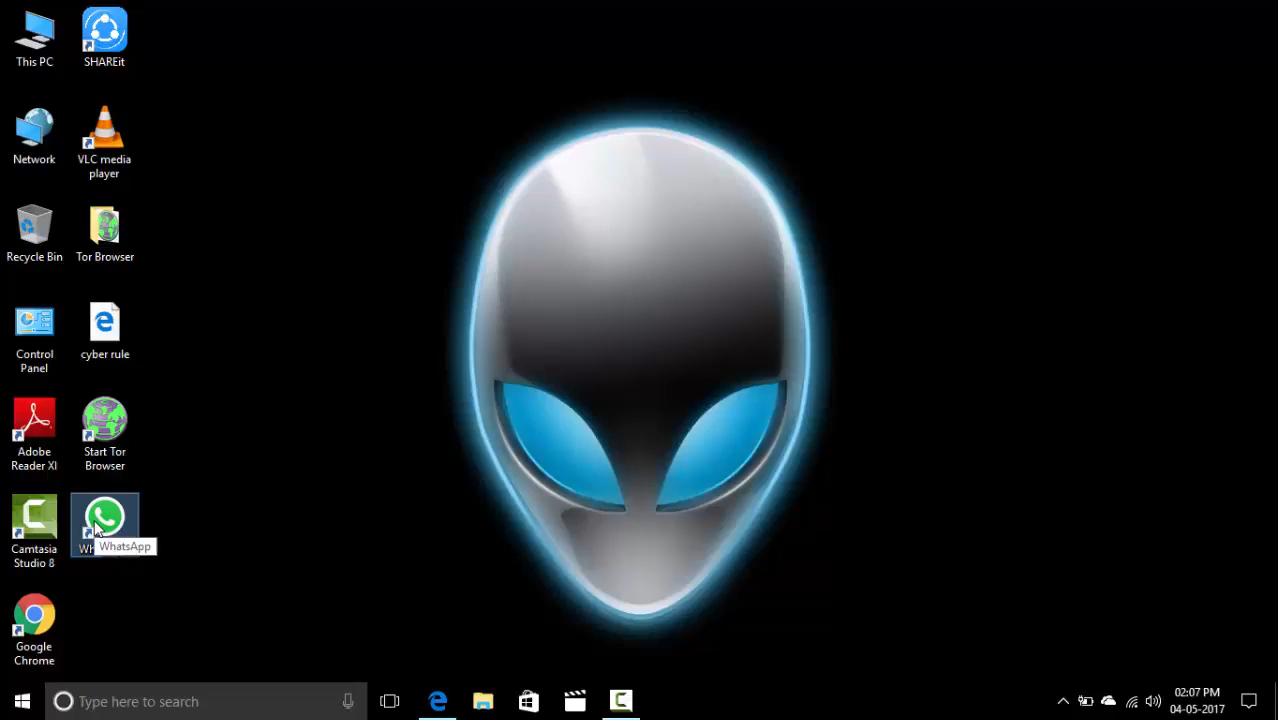 This PC
SHAREit
Network
VLC media
player
Recycle Bin
Tor Browser
Control
Panel
cyber rule
Adobe
Reader XI
Start Tor
Browser
Camtasia
Studio 8
WhatsApp
Google
Chrome
Type here to search
02:07 PM
04-05-2017